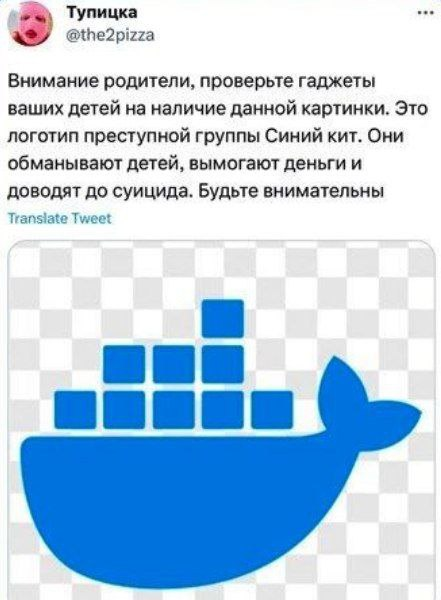 Тупицка
@the2pizza
Внимание родители, проверьте гаджеты
ваших детей на наличие данной картинки. Это
логотип преступной группы Синий кит. Они
обманывают детей, вымогают деньги и
доводят до суицида. Будьте внимательны
Translate Tweet